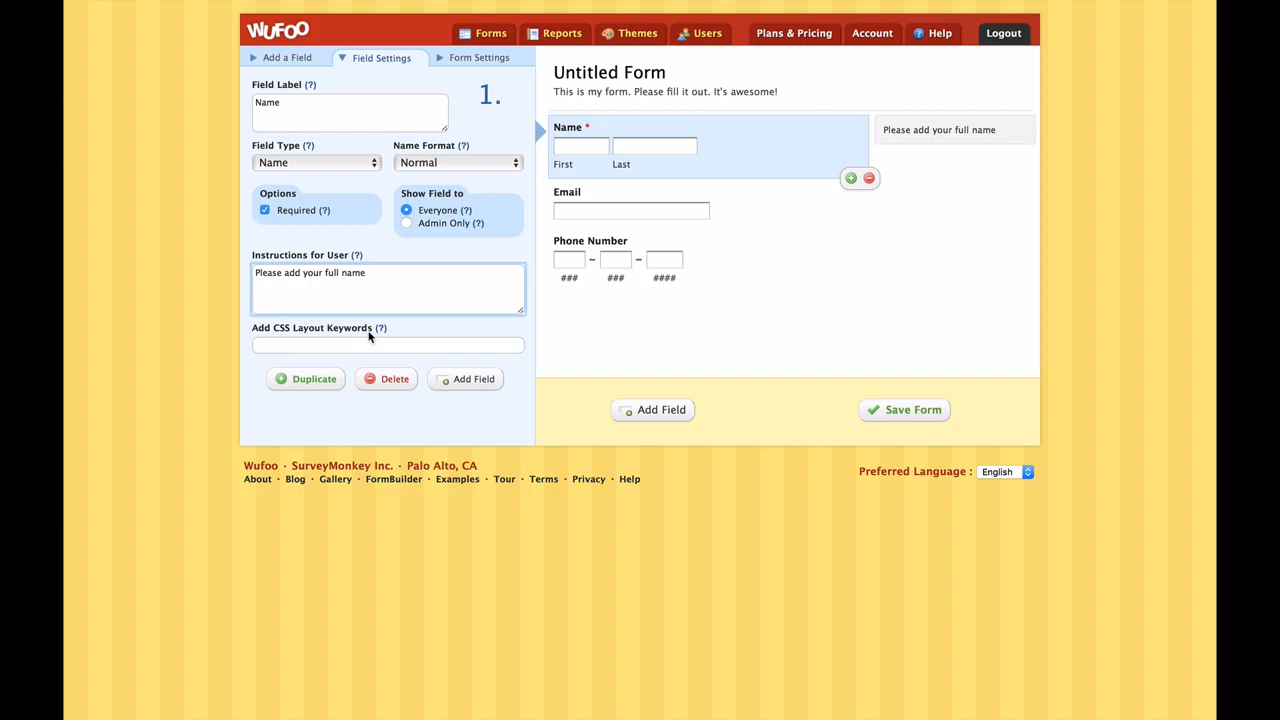 WUFOO
Forms Reports Themes Users Plans & Pricing Account Help Logout
Add a Field Field Settings Form Settings
Field Label (?)
1.
Name
Field Type (?) Name Format (?)
Name Normal
Options Show Field to
Required (?) Everyone (?)
Admin Only (?)
Instructions for User (?)
Please add your full name
Add CSS Layout Keywords (?)
Duplicate Delete Add Field
Untitled Form
This is my form. Please fill it out. It's awesome!
Name *
Please add your full name
First Last
Email
Phone Number
– –
### ### ####
Add Field Save Form
Wufoo · SurveyMonkey Inc. · Palo Alto, CA
About · Blog · Gallery · FormBuilder · Examples · Tour · Terms · Privacy · Help
Preferred Language : English